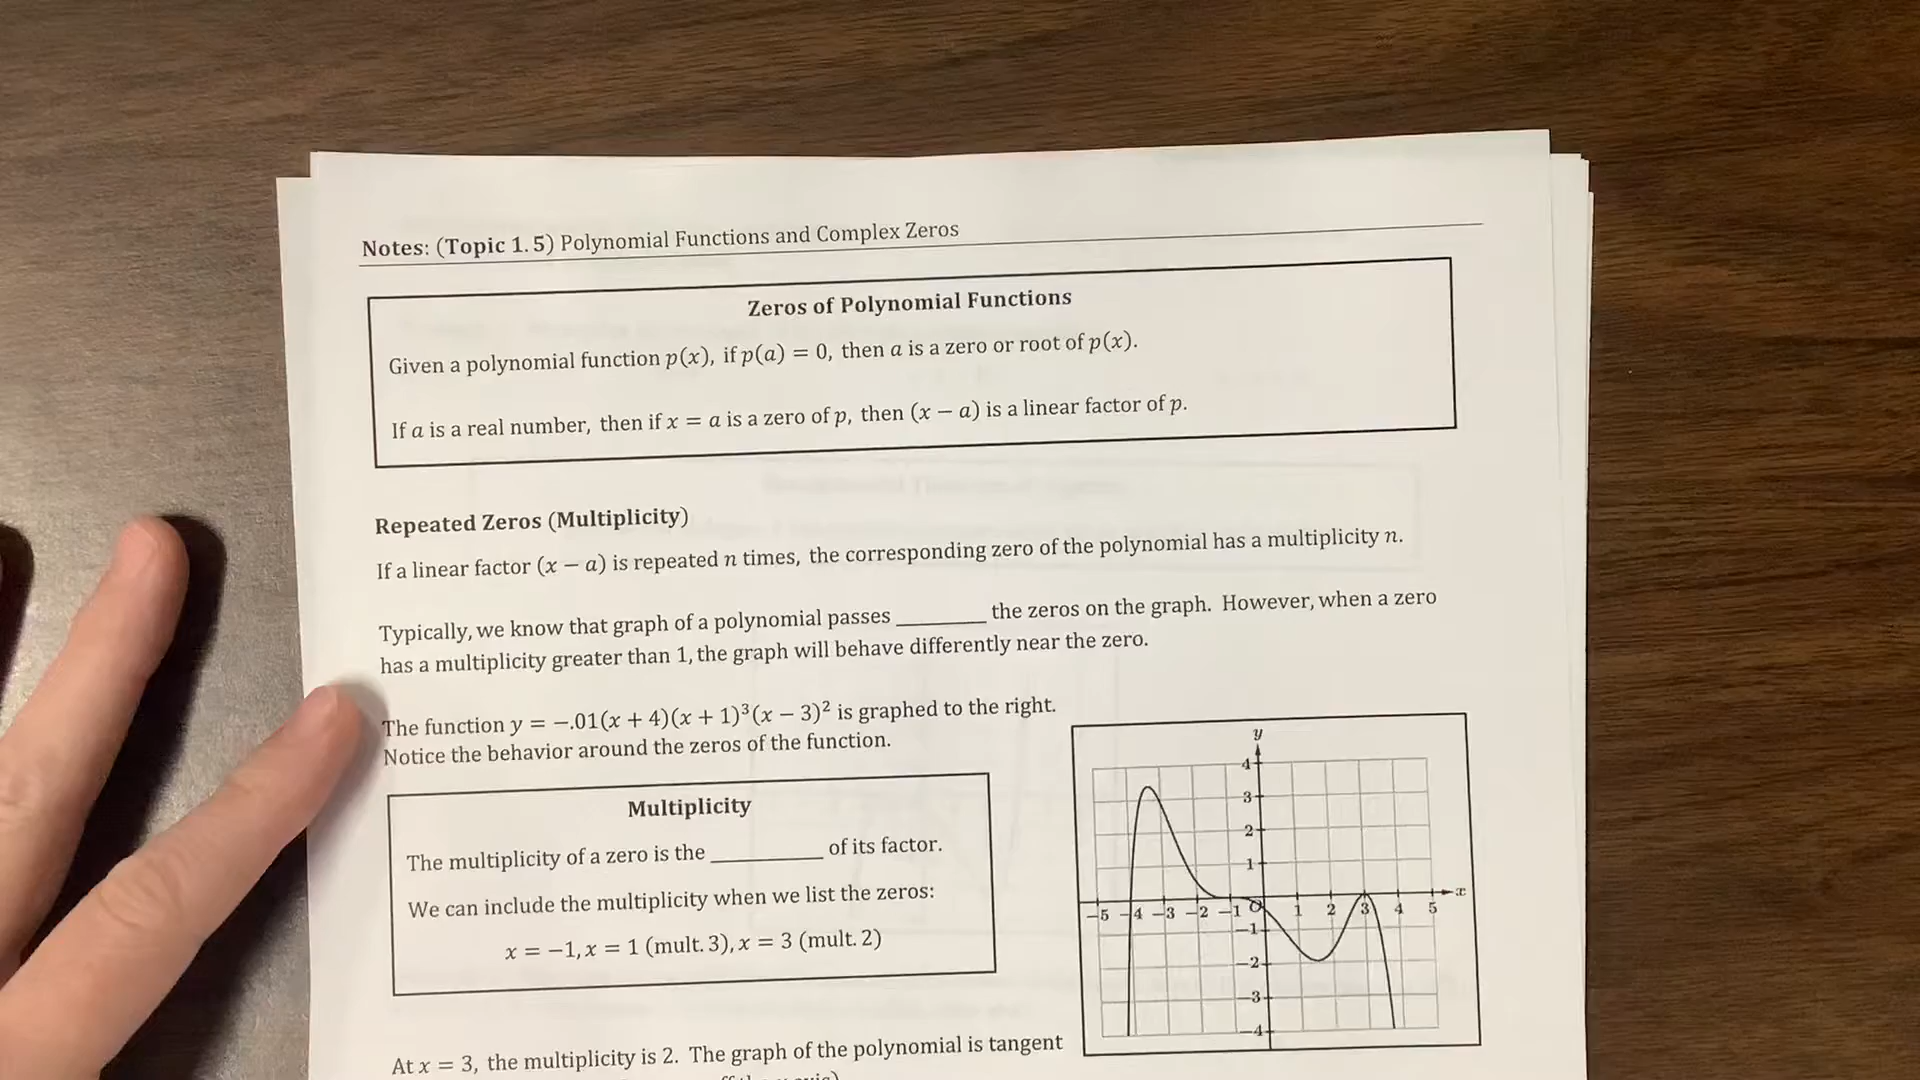 Notes: (Topic 1.5) Polynomial Functions and Complex Zeros
Zeros of Polynomial Functions
Given a polynomial function p(x), if p(a) = 0, then a is a zero or root of p(x).
If a is a real number, then if x = a is a zero of p, then (x − a) is a linear factor of p.
Repeated Zeros (Multiplicity)
If a linear factor (x − a) is repeated n times, the corresponding zero of the polynomial has a multiplicity n.
Typically, we know that graph of a polynomial passes ________ the zeros on the graph. However, when a zero
has a multiplicity greater than 1, the graph will behave differently near the zero.
The function y = −.01(x + 4)(x + 1)³(x − 3)² is graphed to the right.
Notice the behavior around the zeros of the function.
Multiplicity
The multiplicity of a zero is the __________ of its factor.
We can include the multiplicity when we list the zeros:
x = −1, x = 1 (mult. 3), x = 3 (mult. 2)
y
4
3
2
1
−5 −4 −3 −2 −1 O 1 2 3 4 5 x
−1
−2
−3
−4
At x = 3, the multiplicity is 2. The graph of the polynomial is tangent